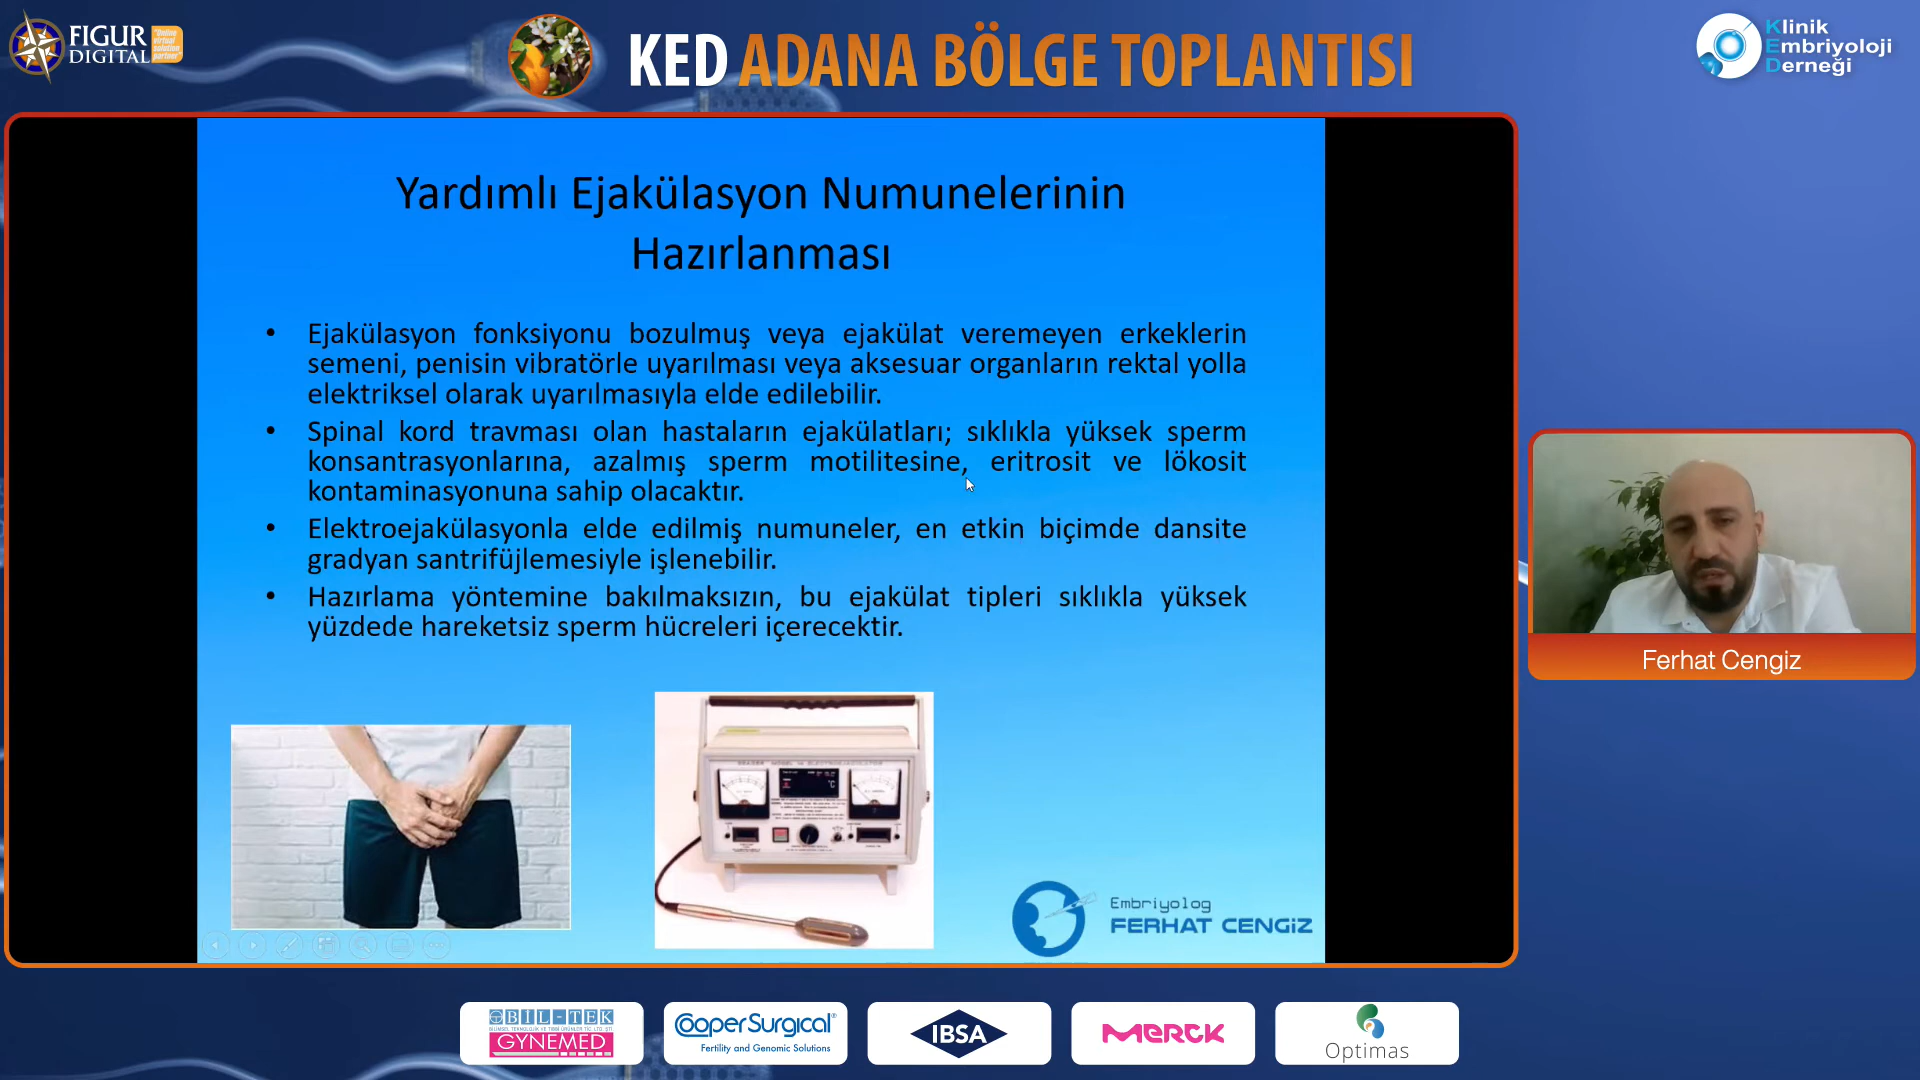 FIGUR
DIGITAL
"Online
virtual
solution
partner"
KED ADANA BÖLGE TOPLANTISI
Klinik
Embriyoloji
Derneği
Yardımlı Ejakülasyon Numunelerinin
Hazırlanması
• Ejakülasyon fonksiyonu bozulmuş veya ejakülat veremeyen erkeklerin
semeni, penisin vibratörle uyarılması veya aksesuar organların rektal yolla
elektriksel olarak uyarılmasıyla elde edilebilir.
• Spinal kord travması olan hastaların ejakülatları; sıklıkla yüksek sperm
konsantrasyonlarına, azalmış sperm motilitesine, eritrosit ve lökosit
kontaminasyonuna sahip olacaktır.
• Elektroejakülasyonla elde edilmiş numuneler, en etkin biçimde dansite
gradyan santrifüjlemesiyle işlenebilir.
• Hazırlama yöntemine bakılmaksızın, bu ejakülat tipleri sıklıkla yüksek
yüzdede hareketsiz sperm hücreleri içerecektir.
°C
Embriyolog
FERHAT CENGİZ
Ferhat Cengiz
BİL-TEK
GYNEMED
CooperSurgical®
Fertility and Genomic Solutions
IBSA
MERCK
Optimas